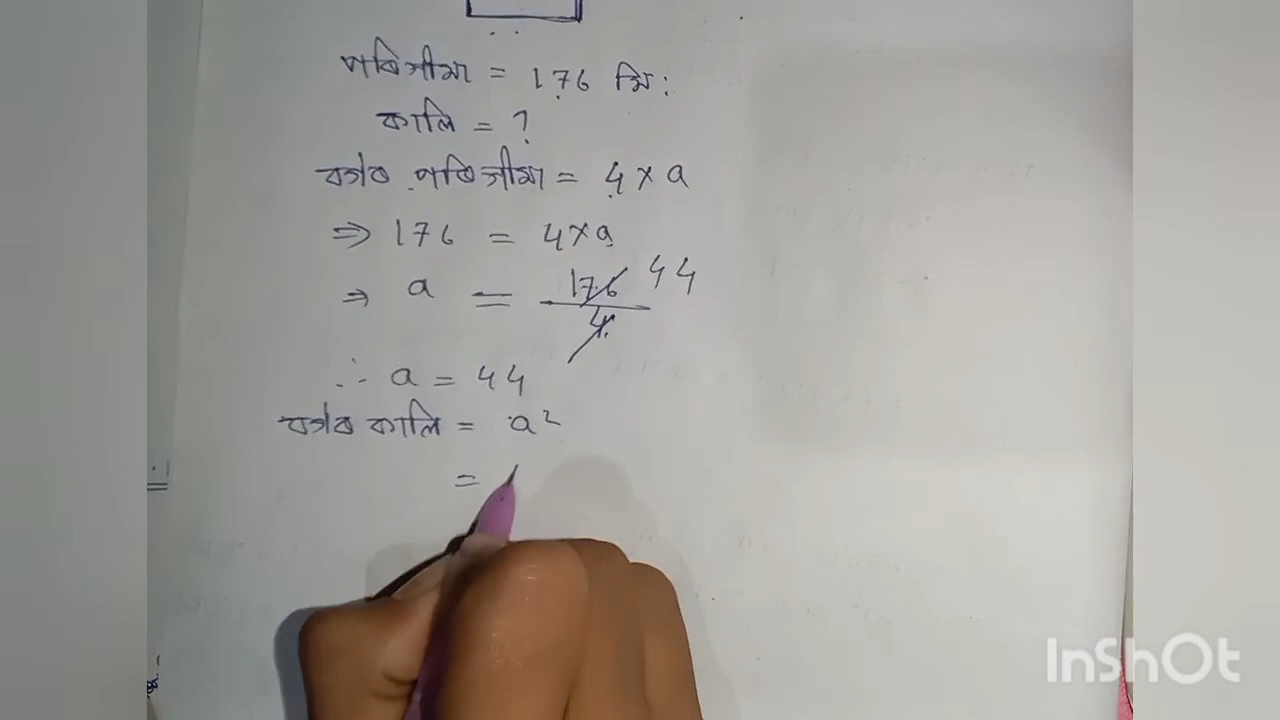 পৰিসীমা = 176 মি:
কালি = ?
বৰ্গৰ পৰিসীমা = 4 × a
⇒ 176 = 4×a
⇒ a = 176/4 44
∴ a = 44
বৰ্গৰ কালি = a²
=
InShOt